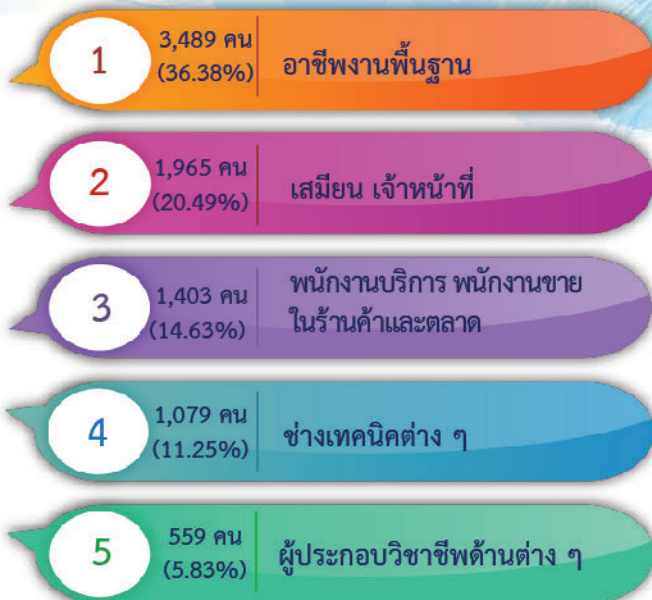 1
3,489 คน
(36.38%)
อาชีพงานพื้นฐาน
2
1,965 คน
(20.49%)
เสมียน เจ้าหน้าที่
3
1,403 คน
(14.63%)
พนักงานบริการ พนักงานขาย
ในร้านค้าและตลาด
4
1,079 คน
(11.25%)
ช่างเทคนิคต่าง ๆ
5
559 คน
(5.83%)
ผู้ประกอบวิชาชีพด้านต่าง ๆ